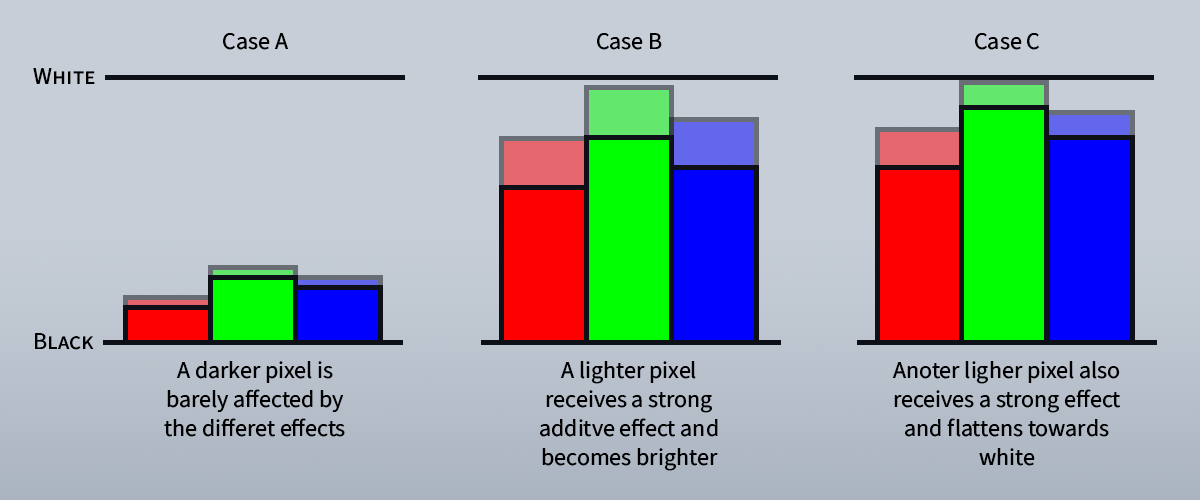 Case A
Case B
Case C
WHITE
BLACK
A darker pixel is
barely affected by
the differet effects
A lighter pixel
receives a strong
additve effect and
becomes brighter
Anoter ligher pixel also
receives a strong effect
and flattens towards
white